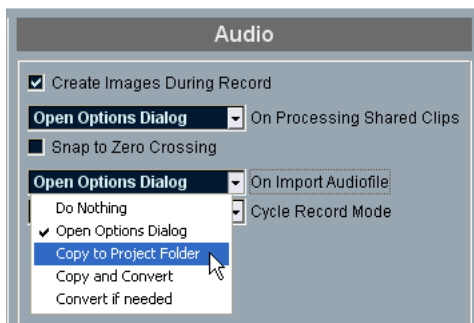 Audio
Create Images During Record
Open Options Dialog On Processing Shared Clips
Snap to Zero Crossing
Open Options Dialog On Import Audiofile
Cycle Record Mode
Do Nothing
Open Options Dialog
Copy to Project Folder
Copy and Convert
Convert if needed